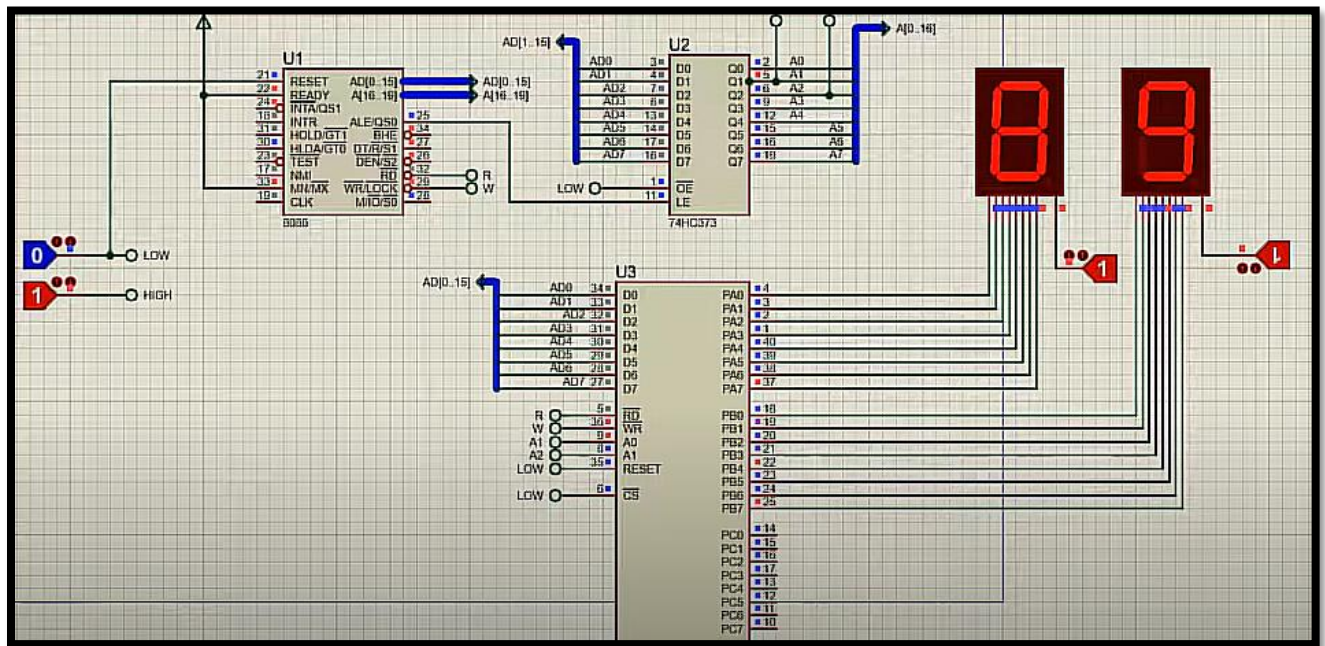 U1
21 RESET
22 READY
24 INTA/QS1
18 INTR
31 HOLD/GT1
30 HLDA/GT0
23 TEST
17 NMI
33 MN/MX
19 CLK
AD[0..15]
A[16..19]
ALE/QS0 25
BHE 34
DT/R/S1 27
DEN/S2 26
RD 32
WR/LOCK 29
M/IO/S0 28
8086
AD[0..15]
A[16..19]
R
W
AD[1..15]
U2
AD0 3 D0 Q0 2 A0
AD1 4 D1 Q1 5 A1
AD2 7 D2 Q2 6 A2
AD3 8 D3 Q3 9 A3
AD4 13 D4 Q4 12 A4
AD5 14 D5 Q5 15 A5
AD6 17 D6 Q6 16 A6
AD7 18 D7 Q7 19 A7
LOW 1 OE
11 LE
74HC373
A[0..16]
8
9
0 LOW
1 HIGH
1
1
U3
AD[0..15]
AD0 34 D0 PA0 4
AD1 33 D1 PA1 3
AD2 32 D2 PA2 2
AD3 31 D3 PA3 1
AD4 30 D4 PA4 40
AD5 29 D5 PA5 39
AD6 28 D6 PA6 38
AD7 27 D7 PA7 37
R 5 RD PB0 18
W 36 WR PB1 19
A1 9 A0 PB2 20
A2 8 A1 PB3 21
LOW 35 RESET PB4 22
PB5 23
LOW 6 CS PB6 24
PB7 25
PC0 14
PC1 15
PC2 16
PC3 17
PC4 13
PC5 12
PC6 11
PC7 10